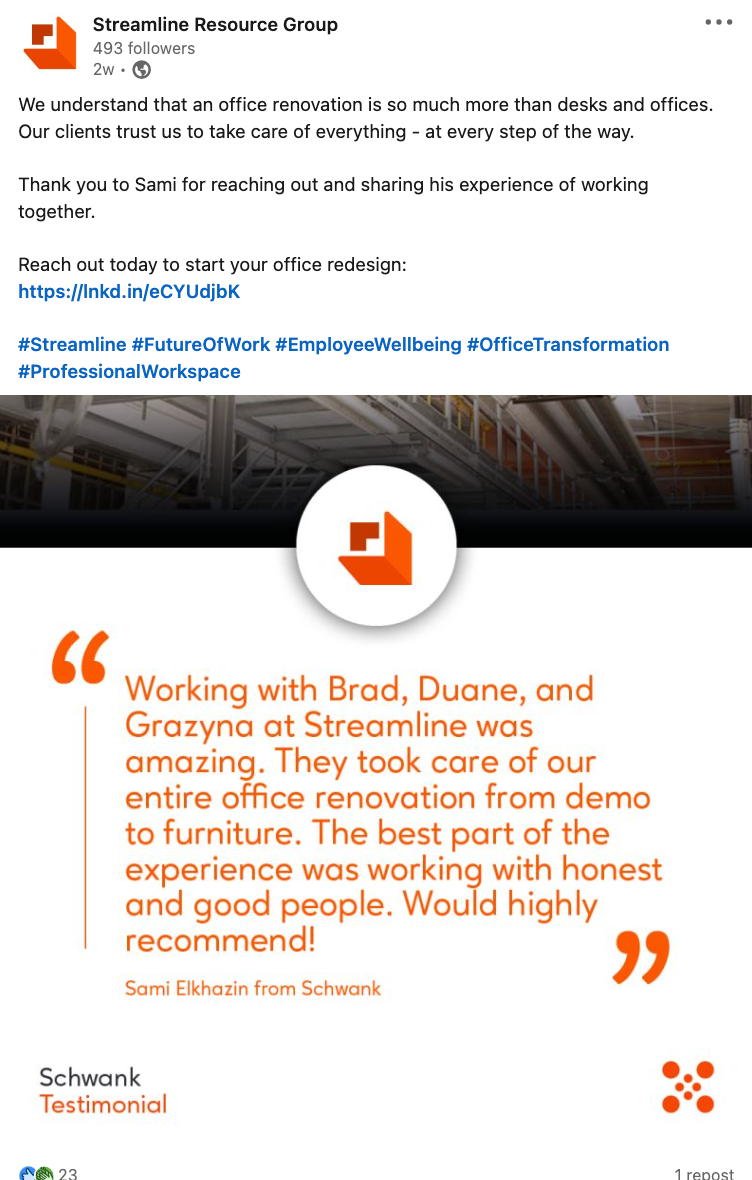 Streamline Resource Group
493 followers
2w •
We understand that an office renovation is so much more than desks and offices.
Our clients trust us to take care of everything - at every step of the way.
Thank you to Sami for reaching out and sharing his experience of working
together.
Reach out today to start your office redesign:
https://lnkd.in/eCYUdjbK
#Streamline #FutureOfWork #EmployeeWellbeing #OfficeTransformation
#ProfessionalWorkspace
“ Working with Brad, Duane, and
Grazyna at Streamline was
amazing. They took care of our
entire office renovation from demo
to furniture. The best part of the
experience was working with honest
and good people. Would highly
recommend! ”
Sami Elkhazin from Schwank
Schwank
Testimonial
23
1 repost